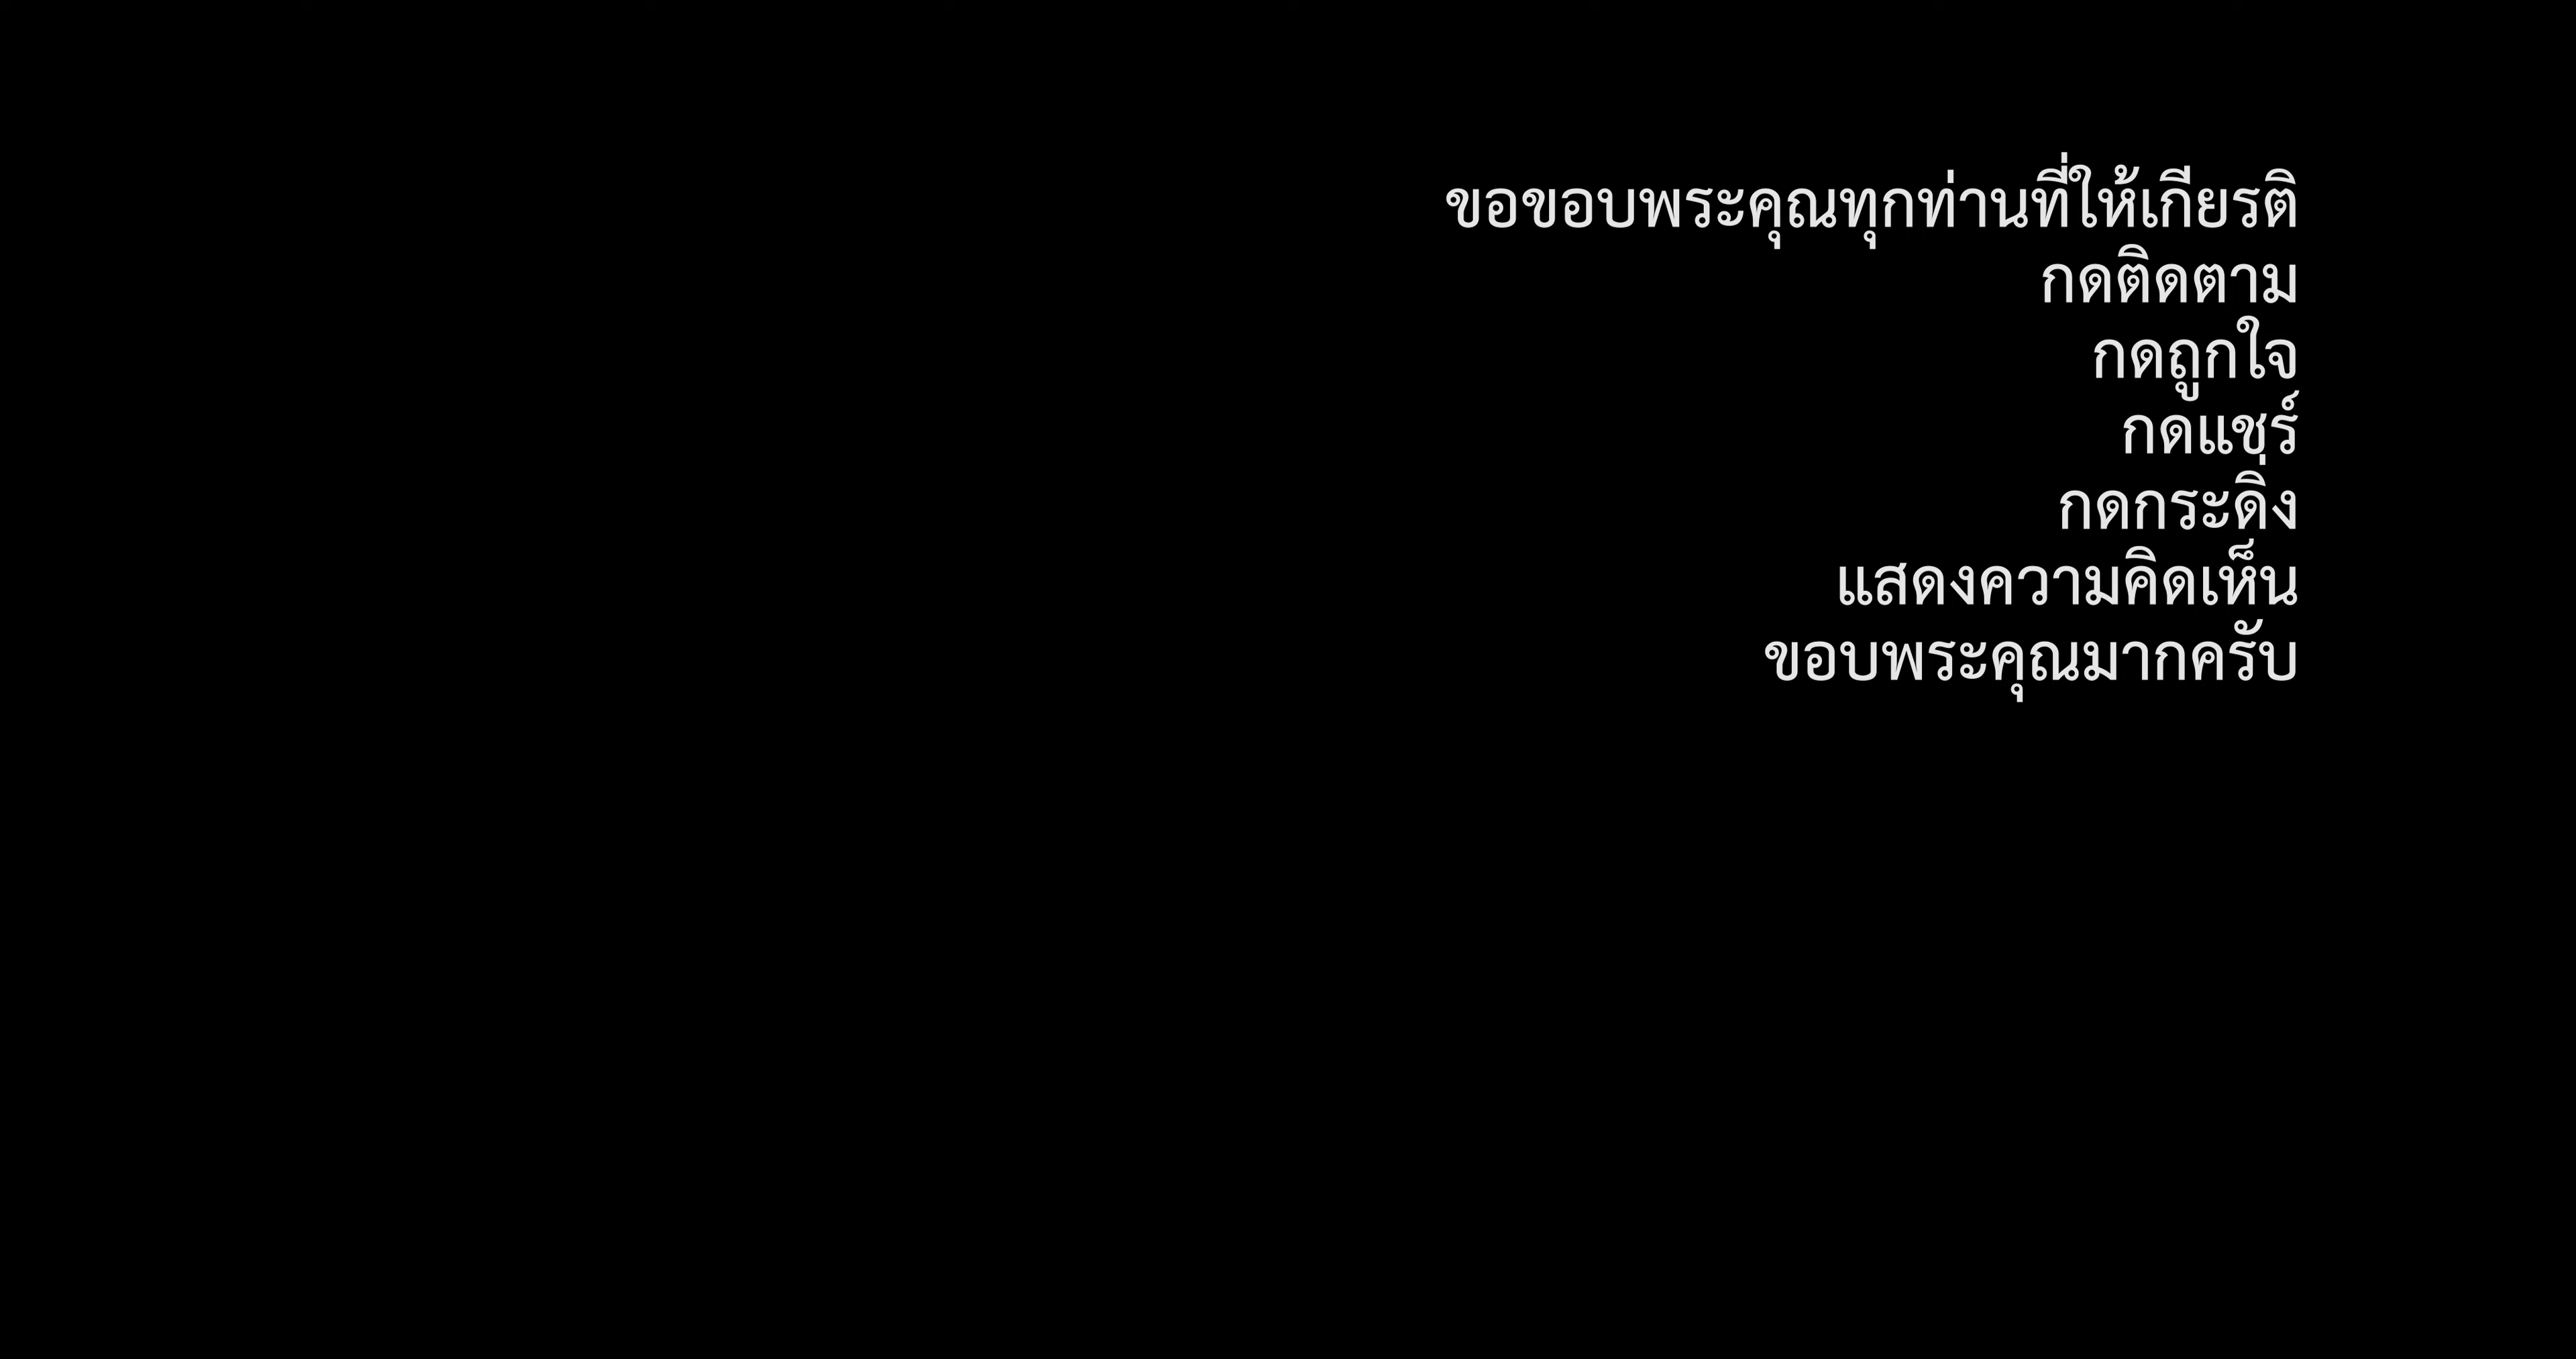 ขอขอบพระคุณทุกท่านที่ให้เกียรติ
กดติดตาม
กดถูกใจ
กดแชร์
กดกระดิ่ง
แสดงความคิดเห็น
ขอบพระคุณมากครับ